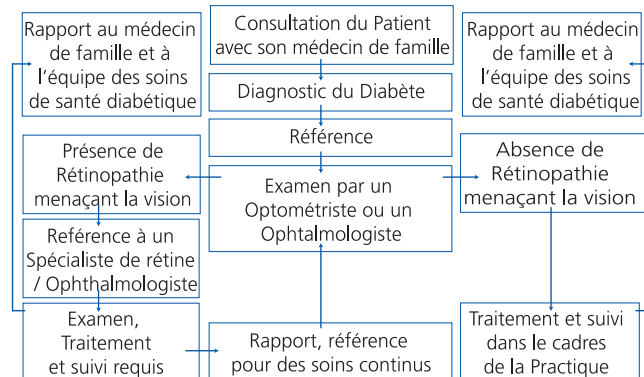 Rapport au médecin
de famille et à
l'équipe des soins
de santé diabétique
Consultation du Patient
avec son médecin de famille
Rapport au médecin
de famille et à
l'équipe des soins
de santé diabétique
Diagnostic du Diabète
Référence
Présence de
Rétinopathie
menaçant la vision
Examen par un
Optométriste ou un
Ophtalmologiste
Absence de
Rétinopathie
menaçant la vision
Reférence à un
Spécialiste de rétine
/ Ophthalmologiste
Examen,
Traitement
et suivi requis
Rapport, référence
pour des soins continus
Traitement et suivi
dans le cadres
de la Practique